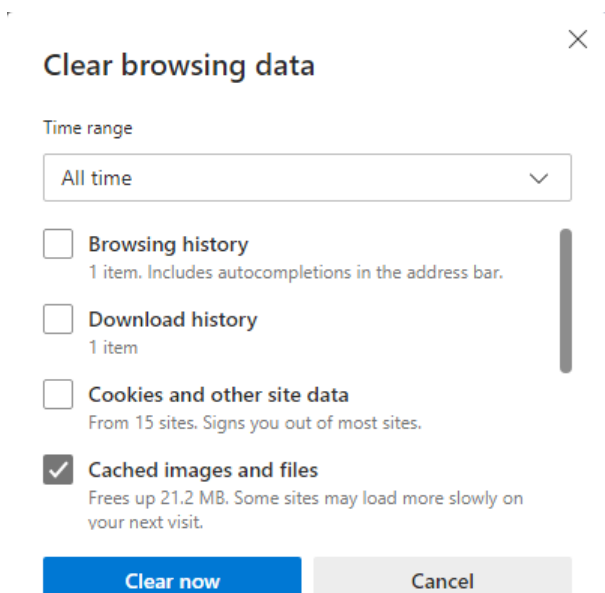 Clear browsing data
Time range
All time
Browsing history
1 item. Includes autocompletions in the address bar.
Download history
1 item
Cookies and other site data
From 15 sites. Signs you out of most sites.
Cached images and files
Frees up 21.2 MB. Some sites may load more slowly on
your next visit.
Clear now
Cancel